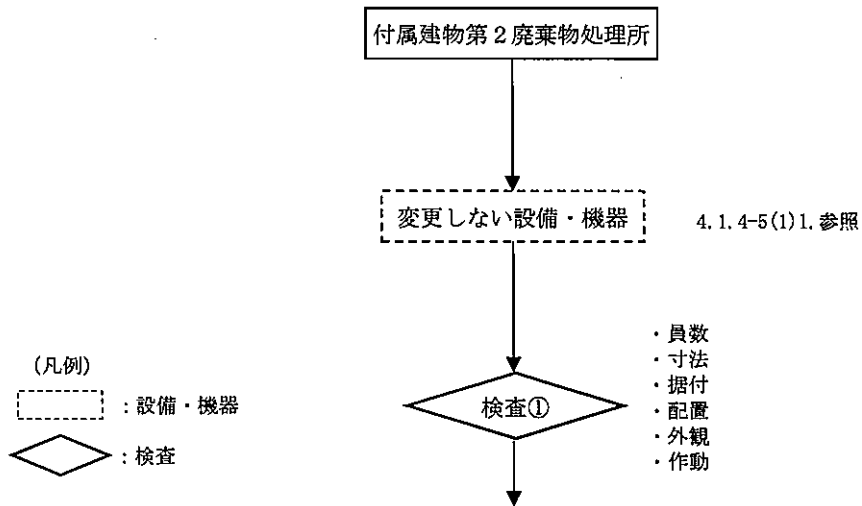 付属建物第2廃棄物処理所
変更しない設備・機器
4.1.4-5(1)1.参照
検査①
・員数
・寸法
・据付
・配置
・外観
・作動
(凡例)
：設備・機器
：検査